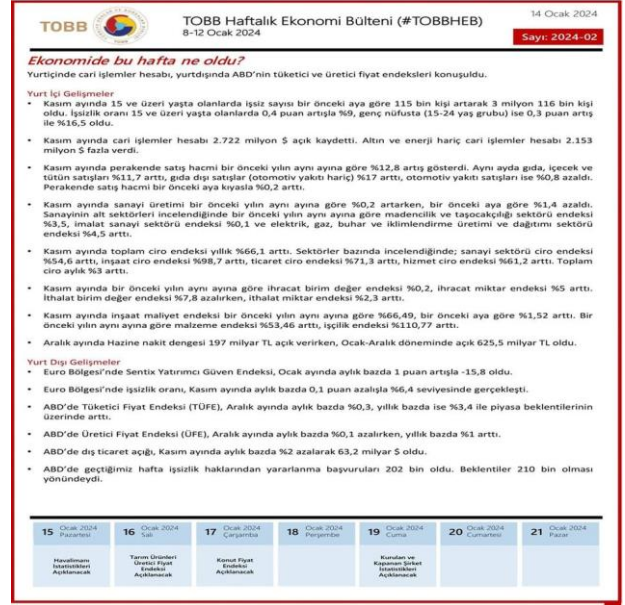 TOBB
TOBB Haftalık Ekonomi Bülteni (#TOBBHEB)
8-12 Ocak 2024
14 Ocak 2024
Sayı: 2024-02
Ekonomide bu hafta ne oldu?
Yurtiçinde cari işlemler hesabı, yurtdışında ABD'nin tüketici ve üretici fiyat endeksleri konuşuldu.
Yurt İçi Gelişmeler
• Kasım ayında 15 ve üzeri yaşta olanlarda işsiz sayısı bir önceki aya göre 115 bin kişi artarak 3 milyon 116 bin kişi
oldu. İşsizlik oranı 15 ve üzeri yaşta olanlarda 0,4 puan artışla %9, genç nüfusta (15-24 yaş grubu) ise 0,3 puan artış
ile %16,5 oldu.
• Kasım ayında cari işlemler hesabı 2.722 milyon $ açık kaydetti. Altın ve enerji hariç cari işlemler hesabı 2.153
milyon $ fazla verdi.
• Kasım ayında perakende satış hacmi bir önceki yılın aynı ayına göre %12,8 artış gösterdi. Aynı ayda gıda, içecek ve
tütün satışları %11,7 arttı, gıda dışı satışlar (otomotiv yakıtı hariç) %17 arttı, otomotiv yakıtı satışları ise %0,8 azaldı.
Perakende satış hacmi bir önceki aya kıyasla %0,2 arttı.
• Kasım ayında sanayi üretimi bir önceki yılın aynı ayına göre %0,2 artarken, bir önceki aya göre %1,4 azaldı.
Sanayinin alt sektörleri incelendiğinde bir önceki yılın aynı ayına göre madencilik ve taşocakçılığı sektörü endeksi
%3,5, imalat sanayi sektörü endeksi %0,1 ve elektrik, gaz, buhar ve iklimlendirme üretimi ve dağıtımı sektörü
endeksi %4,5 arttı.
• Kasım ayında toplam ciro endeksi yıllık %66,1 arttı. Sektörler bazında incelendiğinde; sanayi sektörü ciro endeksi
%54,6 arttı, inşaat ciro endeksi %98,7 arttı, ticaret ciro endeksi %71,3 arttı, hizmet ciro endeksi %61,2 arttı. Toplam
ciro aylık %3 arttı.
• Kasım ayında bir önceki yılın aynı ayına göre ihracat birim değer endeksi %0,2, ihracat miktar endeksi %5 arttı.
İthalat birim değer endeksi %7,8 azalırken, ithalat miktar endeksi %2,3 arttı.
• Kasım ayında inşaat maliyet endeksi bir önceki yılın aynı ayına göre %66,49, bir önceki aya göre %1,52 arttı. Bir
önceki yılın aynı ayına göre malzeme endeksi %53,46 arttı, işçilik endeksi %110,77 arttı.
• Aralık ayında Hazine nakit dengesi 197 milyar TL açık verirken, Ocak-Aralık döneminde açık 625,5 milyar TL oldu.
Yurt Dışı Gelişmeler
• Euro Bölgesi'nde Sentix Yatırımcı Güven Endeksi, Ocak ayında aylık bazda 1 puan artışla -15,8 oldu.
• Euro Bölgesi'nde işsizlik oranı, Kasım ayında aylık bazda 0,1 puan azalışla %6,4 seviyesinde gerçekleşti.
• ABD'de Tüketici Fiyat Endeksi (TÜFE), Aralık ayında aylık bazda %0,3, yıllık bazda ise %3,4 ile piyasa beklentilerinin
üzerinde arttı.
• ABD'de Üretici Fiyat Endeksi (ÜFE), Aralık ayında aylık bazda %0,1 azalırken, yıllık bazda %1 arttı.
• ABD'de dış ticaret açığı, Kasım ayında aylık bazda %2 azalarak 63,2 milyar $ oldu.
• ABD'de geçtiğimiz hafta işsizlik haklarından yararlanma başvuruları 202 bin oldu. Beklentiler 210 bin olması
yönündeydi.
15 Ocak 2024 Pazartesi
16 Ocak 2024 Salı
17 Ocak 2024 Çarşamba
18 Ocak 2024 Perşembe
19 Ocak 2024 Cuma
20 Ocak 2024 Cumartesi
21 Ocak 2024 Pazar
Havalimanı
İstatistikleri
Açıklanacak
Tarım Ürünleri
Üretici Fiyat
Endeksi
Açıklanacak
Konut Fiyat
Endeksi
Açıklanacak
Kurulan ve
Kapanan Şirket
İstatistikleri
Açıklanacak